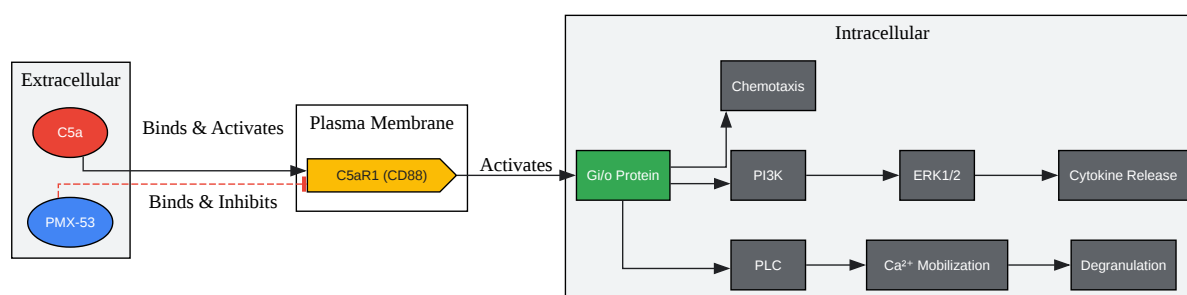 Extracellular
C5a
PMX-53
Binds & Activates
Binds & Inhibits
Plasma Membrane
C5aR1 (CD88)
Activates
Intracellular
Gi/o Protein
Chemotaxis
PI3K
ERK1/2
Cytokine Release
PLC
Ca²⁺ Mobilization
Degranulation